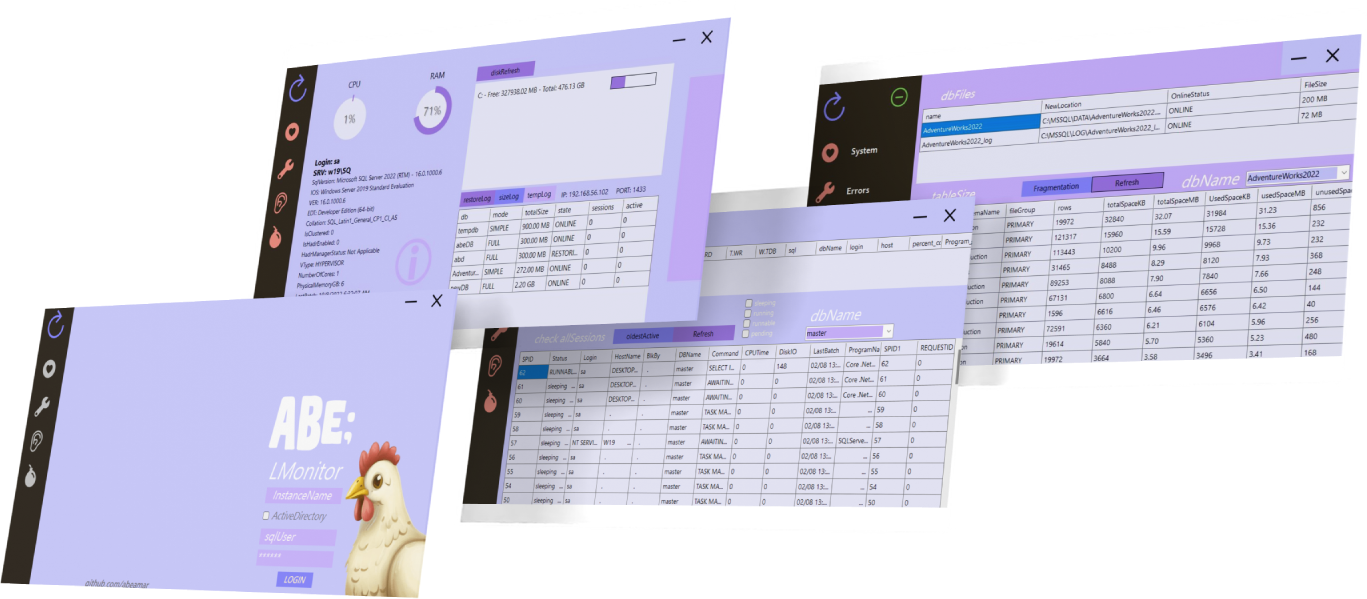 CPU
1%
RAM
71%
Login: sa
SRV: w19\SQ
SqlVersion: Microsoft SQL Server 2022 (RTM) - 16.0.1000.6
IOS: Windows Server 2019 Standard Evaluation
VER: 16.0.1000.6
EDT: Developer Edition (64-bit)
Collation: SQL_Latin1_General_CP1_CI_AS
IsClustered: 0
IsHadrEnabled: 0
HadrManagerStatus: Not Applicable
VType: HYPERVISOR
NumberOfCores: 1
PhysicalMemoryGB: 6
diskRefresh
C: - Free: 327938.02 MB - Total: 476.13 GB
restoreLog sizeLog tempLog IP: 192.168.56.102 PORT: 1433
db mode totalSize state sessions active
tempdb SIMPLE 900.00 MB ONLINE 0 0
abeDB FULL 300.00 MB ONLINE 0 0
abd FULL 300.00 MB RESTORI... 0 0
Adventur... SIMPLE 272.00 MB ONLINE 0 0
FULL 2.20 GB ONLINE 0 0
System
Errors
dbFiles
name NewLocation OnlineStatus FileSize
AdventureWorks2022 C:\MSSQL\DATA\AdventureWorks2022.... ONLINE 200 MB
AdventureWorks2022_log C:\MSSQL\LOG\AdventureWorks2022_l... ONLINE 72 MB
tableSize Fragmentation Refresh dbName AdventureWorks2022
emaName fileGroup rows totalSpaceKB totalSpaceMB usedSpaceKB usedSpaceMB unusedSpa
PRIMARY 19972 32840 32.07 31984 31.23 856
PRIMARY 121317 15960 15.59 15728 15.36 232
PRIMARY 113443 10200 9.96 9968 9.73 232
PRIMARY 31465 8488 8.29 8120 7.93 368
PRIMARY 89253 8088 7.90 7840 7.66 248
PRIMARY 67131 6800 6.64 6656 6.50 144
PRIMARY 1596 6616 6.46 6576 6.42 40
PRIMARY 72591 6360 6.21 6104 5.96 256
PRIMARY 19614 5840 5.70 5360 5.23 480
PRIMARY 19972 3664 3.58 3496 3.41 168
RD T.WR W.TDB sql dbName login host percent_cc Program_
sleeping
running
runnable
pending
dbName
master
check allSessions oldestActive Refresh
SPID Status Login HostName BlkBy DBName Command CPUTime DiskIO LastBatch ProgramNa SPID1 REQUESTID
62 RUNNABL... sa DESKTOP... . master SELECT I... 0 148 02/08 13:... Core .Net... 62 0
61 sleeping ... sa DESKTOP... . master AWAITIN... 0 0 02/08 13:... Core .Net... 61 0
60 sleeping ... sa DESKTOP... . master AWAITIN... 0 0 02/08 13:... Core .Net... 60 0
59 sleeping ... sa . . master TASK MA... 0 0 02/08 13:... ... 59 0
58 sleeping ... sa . . master TASK MA... 0 0 02/08 13:... ... 58 0
57 sleeping ... NT SERVI... W19 ... . master AWAITIN... 0 0 02/08 13:... SQLServe... 57 0
56 sleeping ... sa . . master TASK MA... 0 0 02/08 13:... ... 56 0
55 sleeping ... sa . . master TASK MA... 0 0 02/08 13:... ... 55 0
54 sleeping ... sa . . master TASK MA... 0 0 02/08 13:... ... 54 0
50 sleeping ... sa . . master TASK MA... 0 0 02/08 13:... ... 50 0
ABE;
LMonitor
InstanceName
ActiveDirectory
sqlUser
******
LOGIN
github.com/abeamar